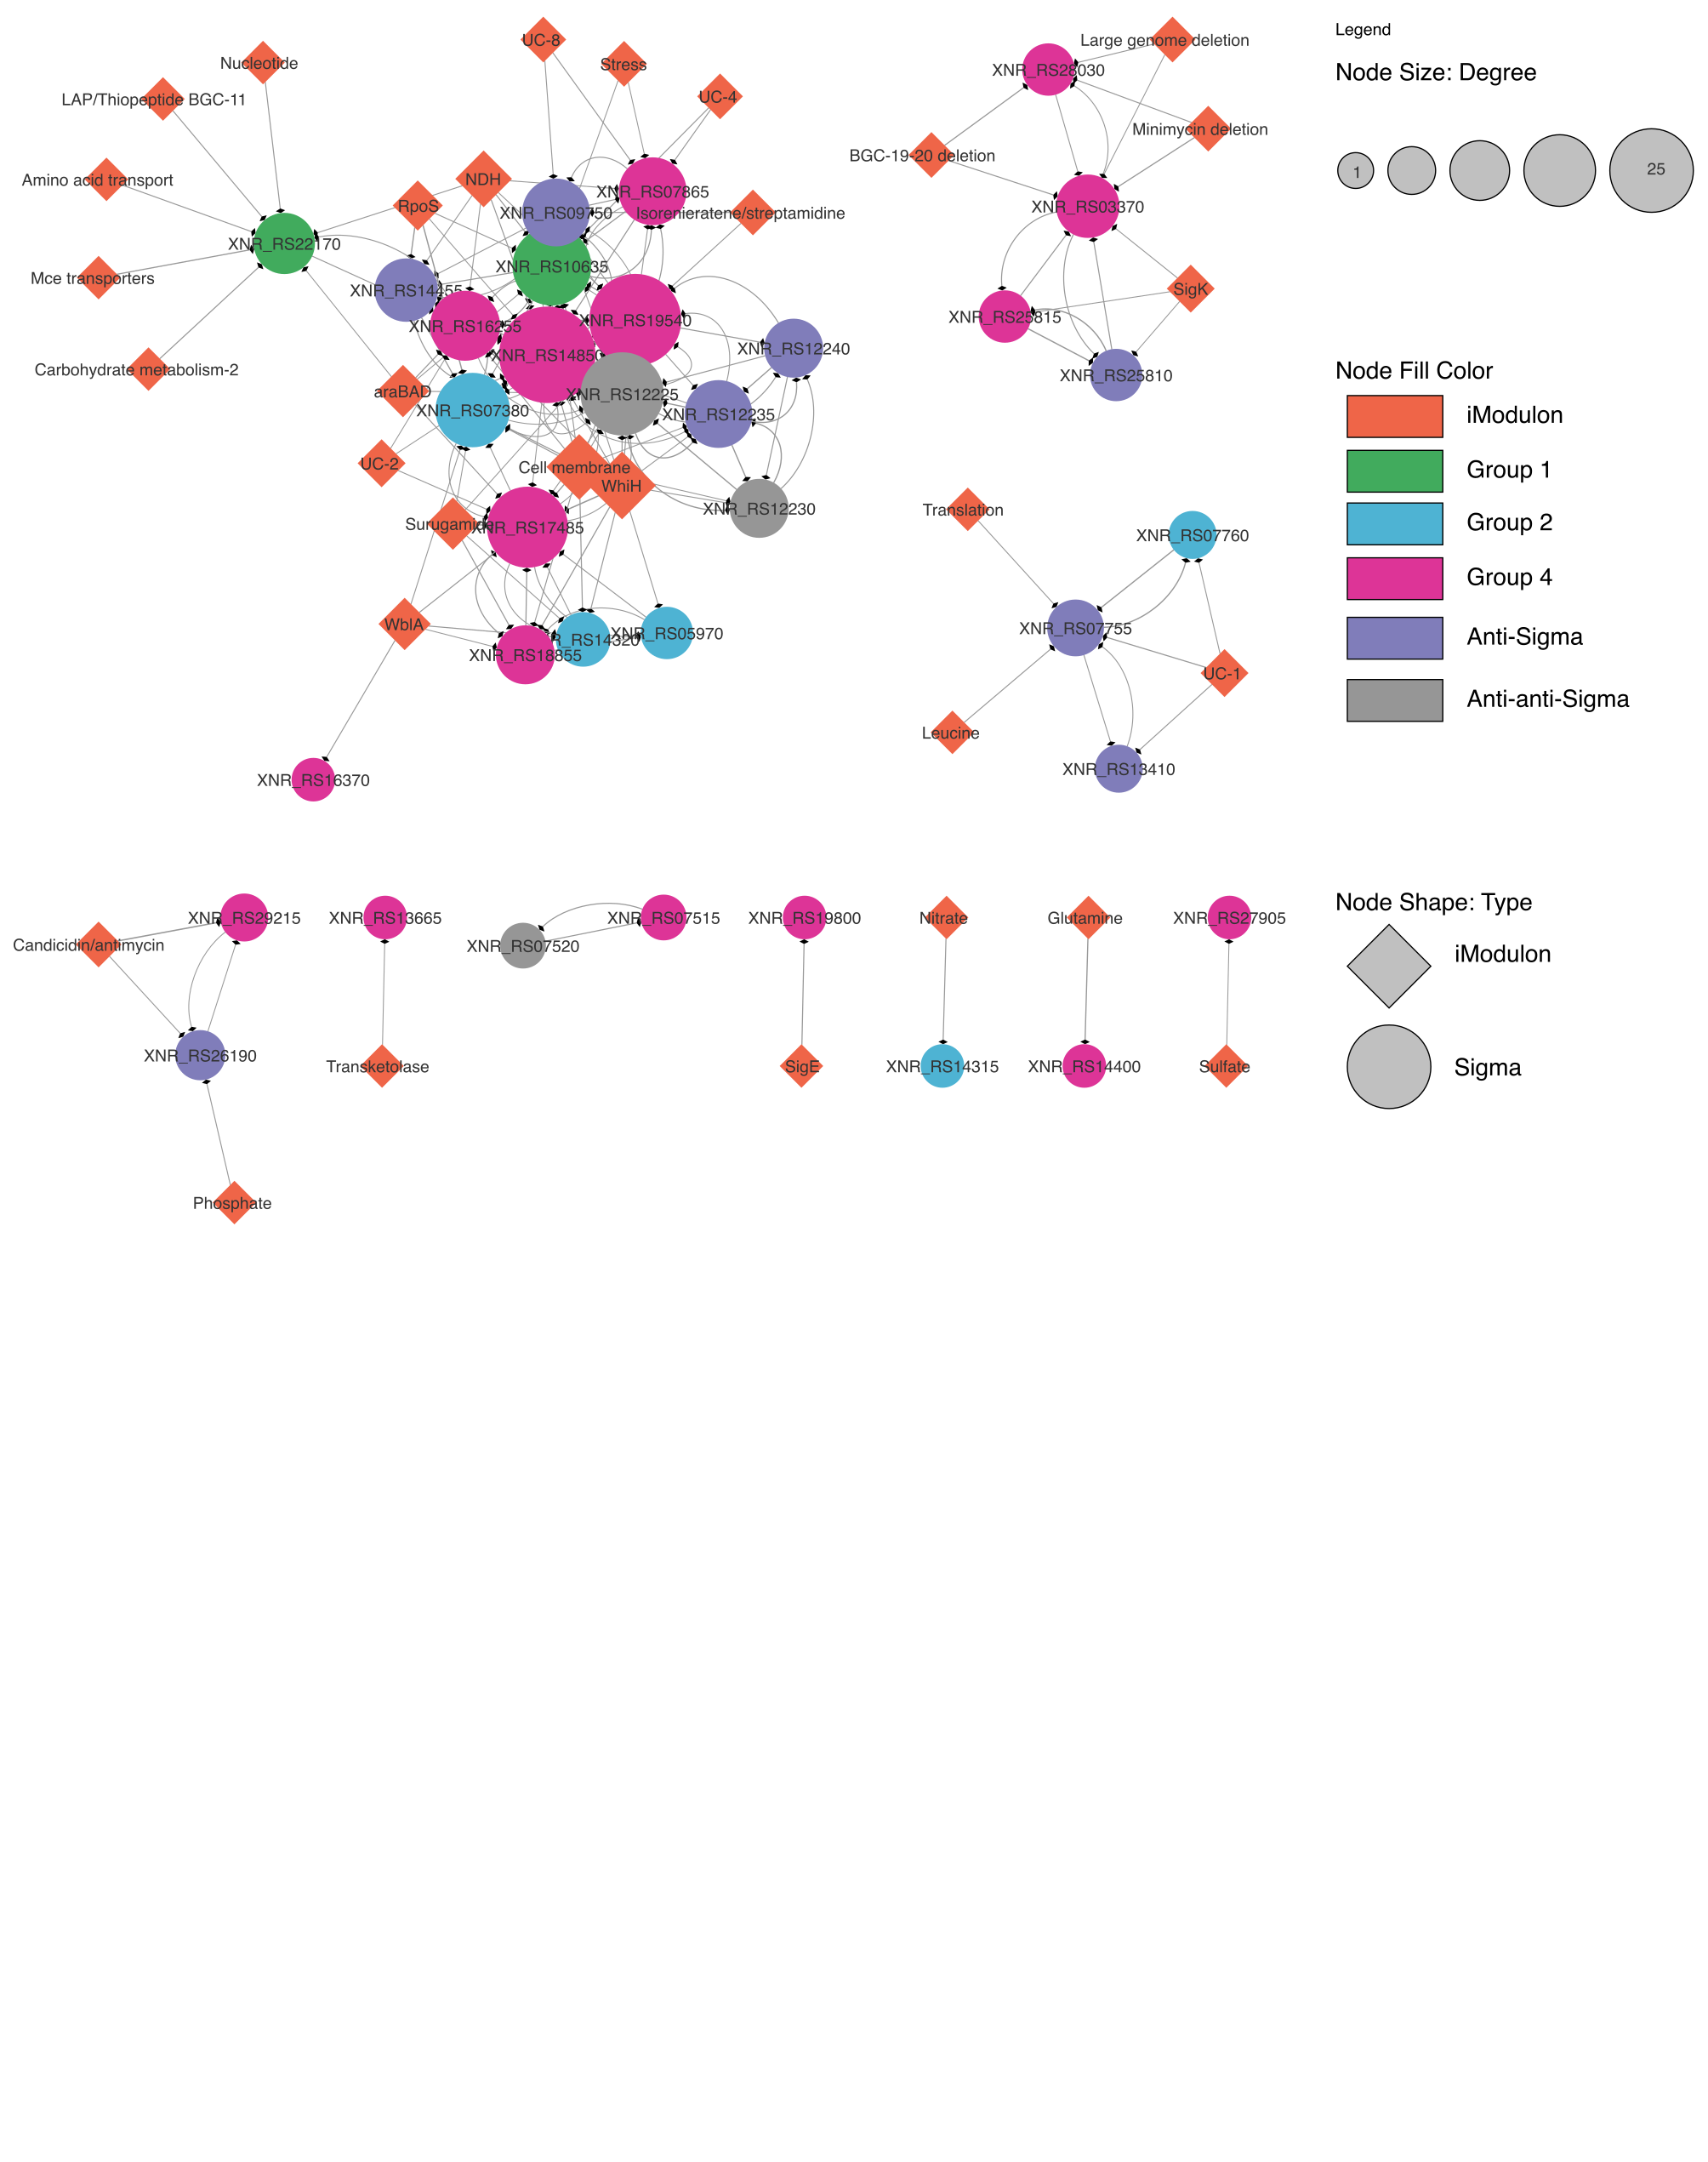 UC-8
Nucleotide
Stress
LAP/Thiopeptide BGC-11
UC-4
Amino acid transport
NDH
XNR_RS07865
RpoS
XNR_RS09750
Isorenieratene/streptamidine
XNR_RS22170
XNR_RS10635
Mce transporters
XNR_RS14455
XNR_RS16255
XNR_RS19540
XNR_RS12240
XNR_RS14850
Carbohydrate metabolism-2
araBAD
XNR_RS12225
XNR_RS07380
XNR_RS12235
UC-2
Cell membrane
WhiH
XNR_RS12230
Surugamide
XNR_RS17485
WblA
XNR_RS05970
R_RS14320
XNR_RS18855
XNR_RS16370
Large genome deletion
XNR_RS28030
Minimycin deletion
BGC-19-20 deletion
XNR_RS03370
SigK
XNR_RS25815
XNR_RS25810
Translation
XNR_RS07760
XNR_RS07755
UC-1
Leucine
XNR_RS13410
XNR_RS29215
Candicidin/antimycin
XNR_RS26190
Phosphate
XNR_RS13665
Transketolase
XNR_RS07515
XNR_RS07520
XNR_RS19800
SigE
Nitrate
XNR_RS14315
Glutamine
XNR_RS14400
XNR_RS27905
Sulfate
Legend
Node Size: Degree
1
25
Node Fill Color
iModulon
Group 1
Group 2
Group 4
Anti-Sigma
Anti-anti-Sigma
Node Shape: Type
iModulon
Sigma